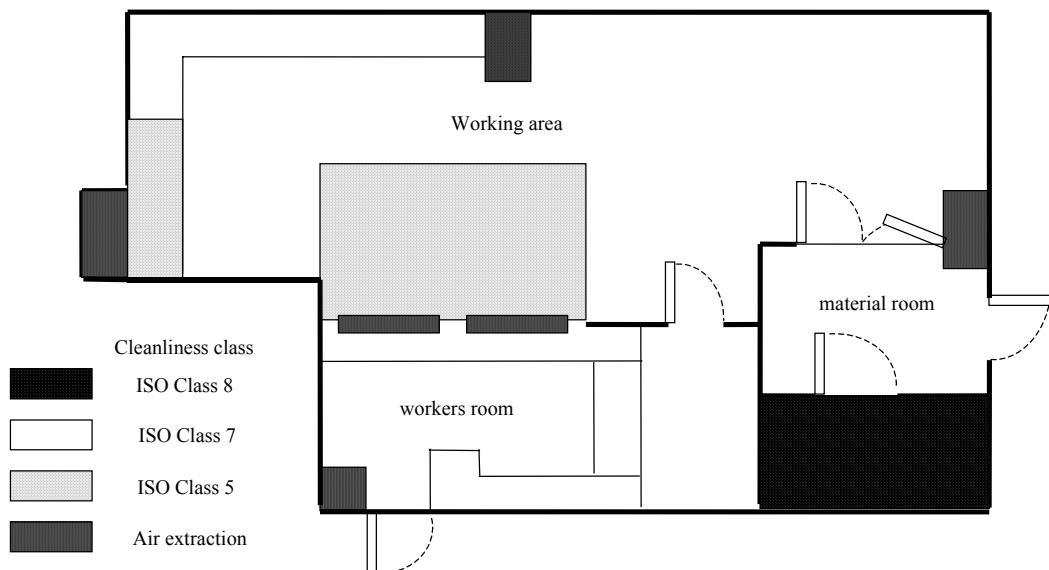 Working area
material room
Cleanliness class
ISO Class 8
workers room
ISO Class 7
ISO Class 5
Air extraction